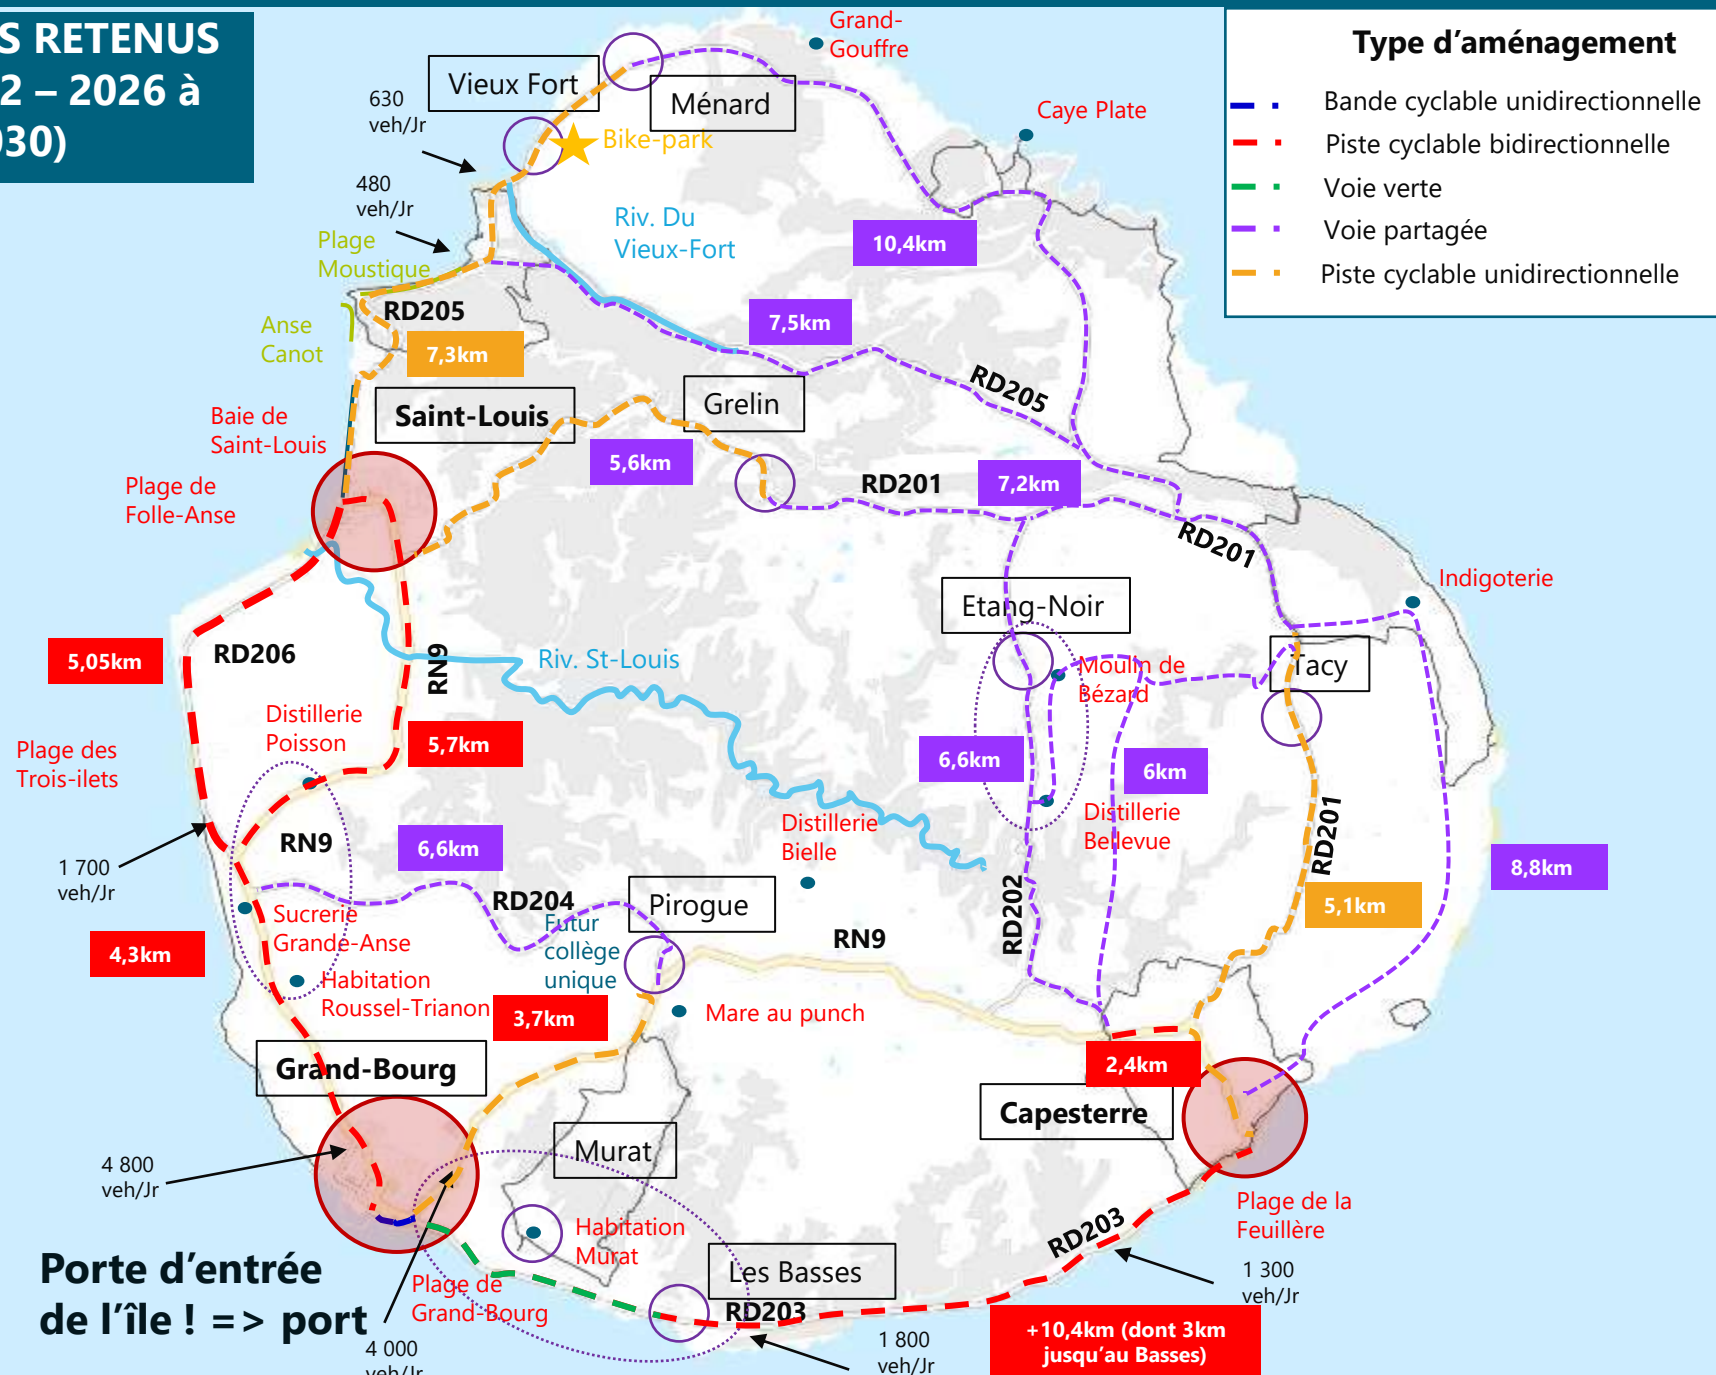 S RETENUS
2 – 2026 à
030)
Type d’aménagement
Bande cyclable unidirectionnelle
Piste cyclable bidirectionnelle
Voie verte
Voie partagée
Piste cyclable unidirectionnelle
Grand-
Gouffre
Vieux Fort
Ménard
630
veh/Jr
Bike-park
Caye Plate
480
veh/Jr
Plage
Moustique
Riv. Du
Vieux-Fort
10,4km
RD205
Anse
Canot
7,3km
7,5km
Saint-Louis
Grelin
RD205
Baie de
Saint-Louis
5,6km
RD201
7,2km
Plage de
Folle-Anse
RD201
Etang-Noir
Indigoterie
5,05km
RD206
RN9
Riv. St-Louis
Moulin de
Bézard
Tacy
Distillerie
Poisson
5,7km
Plage des
Trois-ilets
6,6km
6km
Distillerie
Bielle
Distillerie
Bellevue
RD201
1 700
veh/Jr
RN9
6,6km
8,8km
RD204
Pirogue
RD202
5,1km
Sucrerie
Grande-Anse
Futur
collège
unique
RN9
4,3km
Habitation
Roussel-Trianon
3,7km
Mare au punch
Grand-Bourg
2,4km
Capesterre
Murat
4 800
veh/Jr
Plage de la
Feuillère
Habitation
Murat
RD203
Porte d’entrée
de l’île ! => port
Plage de
Grand-Bourg
Les Basses
RD203
1 300
veh/Jr
4 000
veh/Jr
1 800
veh/Jr
+10,4km (dont 3km
jusqu’au Basses)